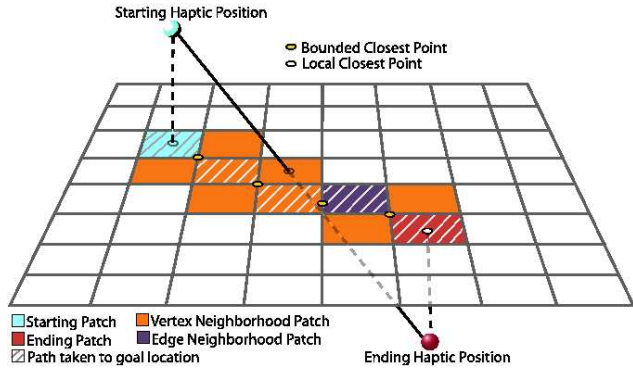 Starting Haptic Position
Bounded Closest Point
Local Closest Point
Starting Patch
Vertex Neighborhood Patch
Ending Patch
Edge Neighborhood Patch
Path taken to goal location
Ending Haptic Position